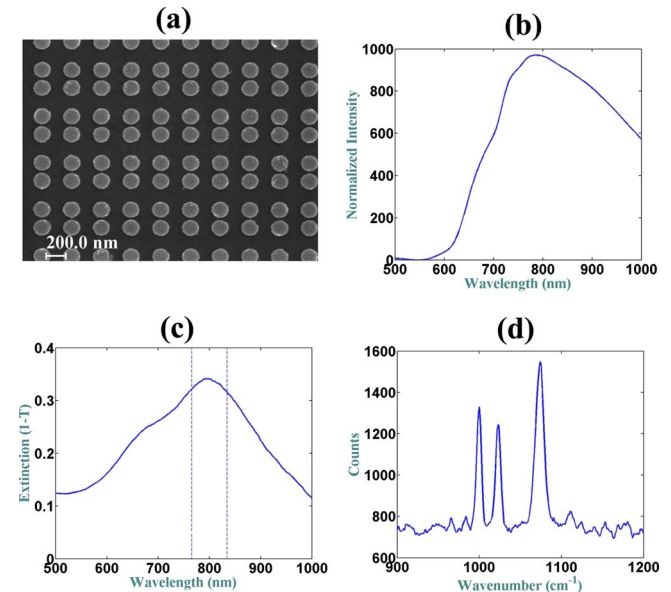 (a)
200.0 nm
(b)
Normalized Intensity
1000
800
600
400
200
0
500 600 700 800 900 1000
Wavelength (nm)
(c)
Extinction (1-T)
0.4
0.3
0.2
0.1
0
500 600 700 800 900 1000
Wavelength (nm)
(d)
Counts
1600
1400
1200
1000
800
600
900 1000 1100 1200
Wavenumber (cm⁻¹)